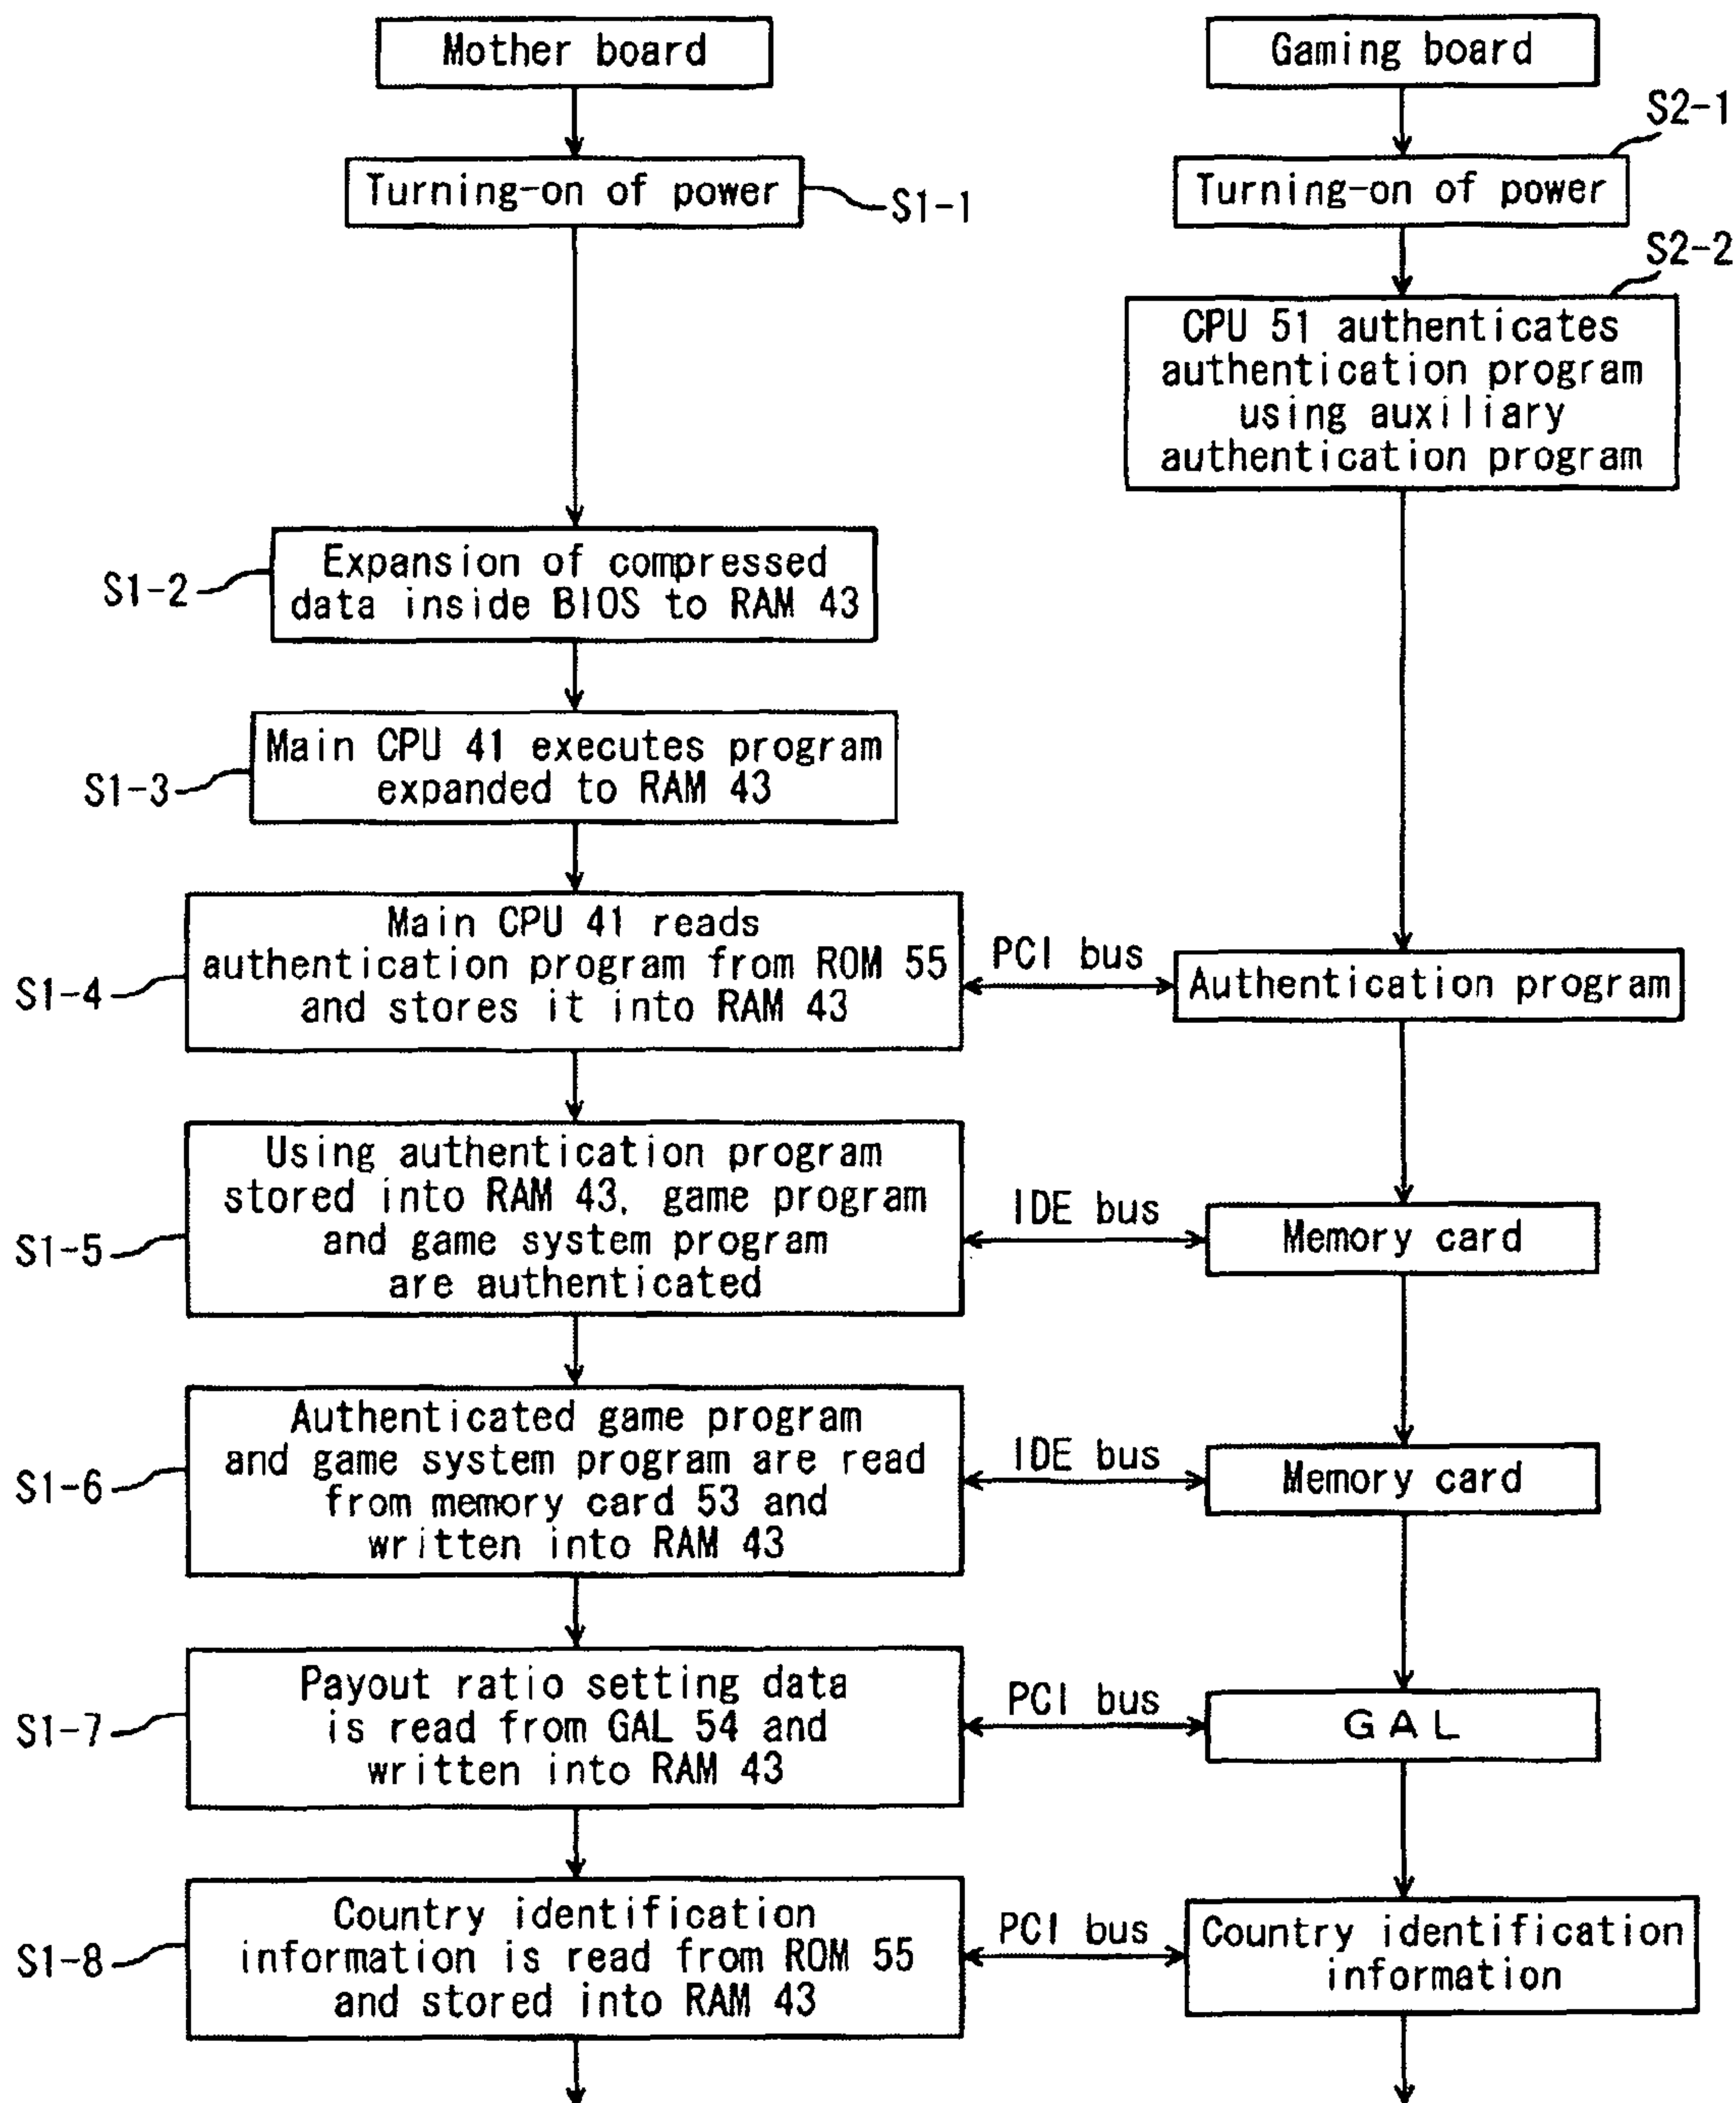 Mother board
Gaming board
S2-1
Turning-on of power
S1-1
Turning-on of power
S2-2
CPU 51 authenticates
authentication program
using auxiliary
authentication program
S1-2
Expansion of compressed
data inside BIOS to RAM 43
S1-3
Main CPU 41 executes program
expanded to RAM 43
S1-4
Main CPU 41 reads
authentication program from ROM 55
and stores it into RAM 43
PCI bus
Authentication program
S1-5
Using authentication program
stored into RAM 43, game program
and game system program
are authenticated
IDE bus
Memory card
S1-6
Authenticated game program
and game system program are read
from memory card 53 and
written into RAM 43
IDE bus
Memory card
S1-7
Payout ratio setting data
is read from GAL 54 and
written into RAM 43
PCI bus
GAL
S1-8
Country identification
information is read from ROM 55
and stored into RAM 43
PCI bus
Country identification
information